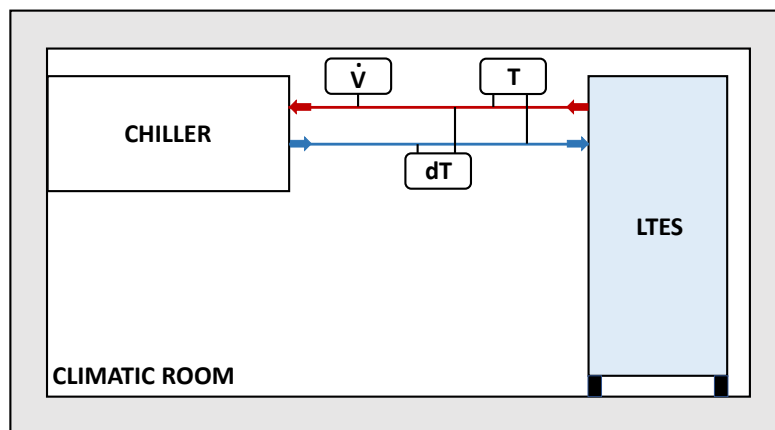 V̇
T
CHILLER
dT
LTES
CLIMATIC ROOM